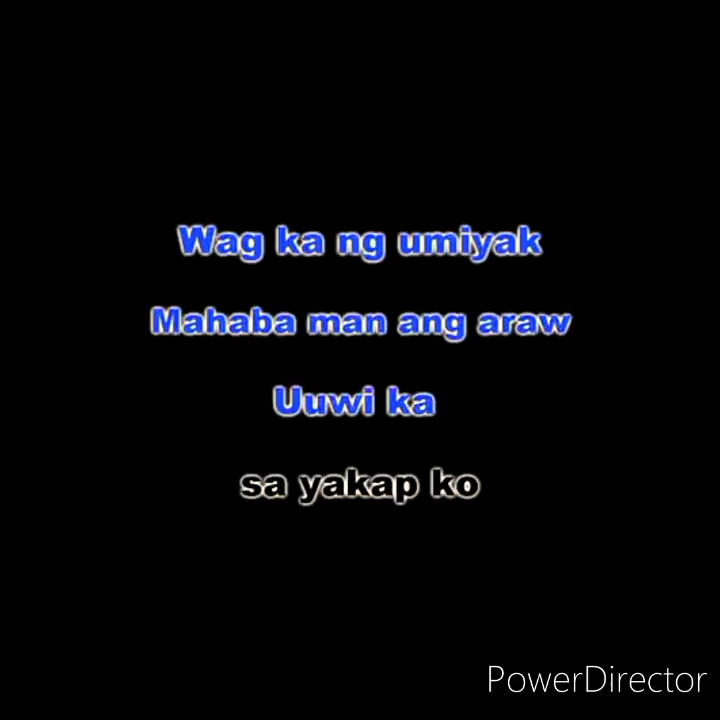 Wag ka ng umiyak
Mahaba man ang araw
Uuwi ka
sa yakap ko
PowerDirector